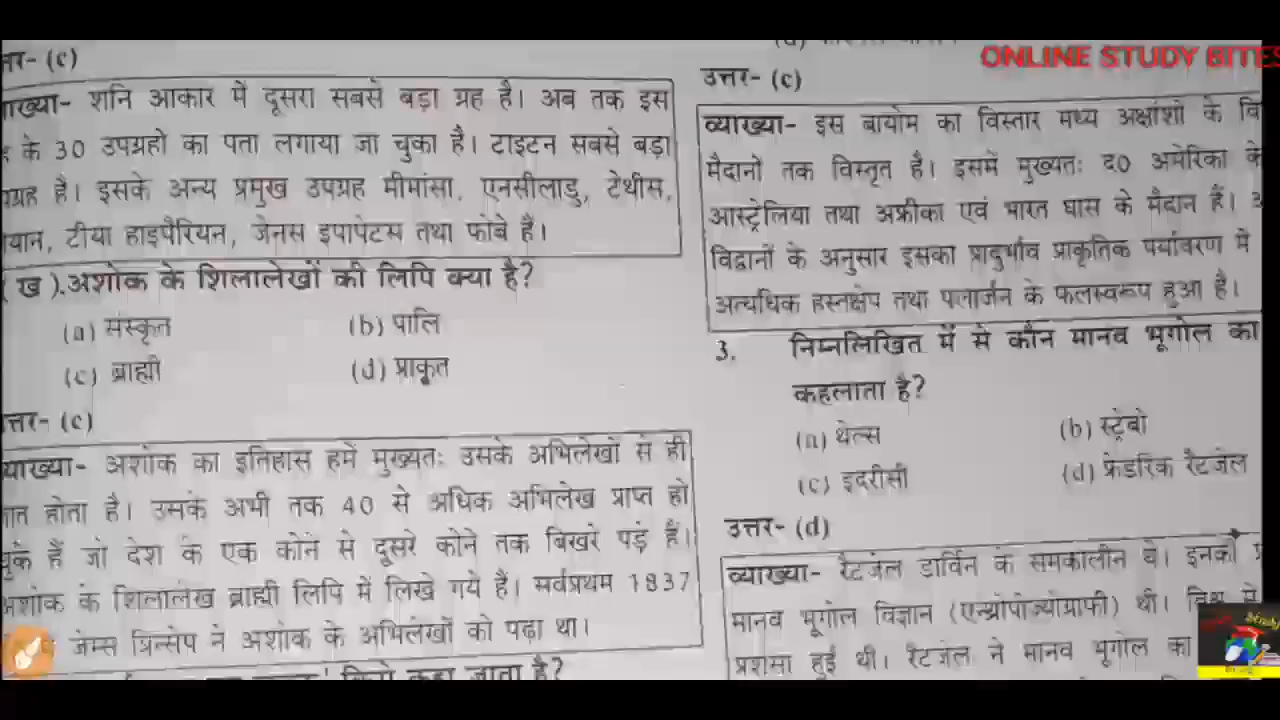 ONLINE STUDY BITES
त्तर- (c)
शनि आकार में दूसरा सबसे बड़ा ग्रह है। अब तक इस
के 30 उपग्रहो का पता लगाया जा चुका है। टाइटन सबसे बड़ा
है। इसके अन्य प्रमुख उपग्रह मीमांसा, एनसीलाडु, टेथीस,
टीया हाइपैरियन, जेनस इपापेटस तथा फोबे है।
( ख ).अशोक के शिलालेखों की लिपि क्या है?
(a) संस्कृत (b) पालि
(c) ब्राह्मी (d) प्राकृत
त्तर- (c)
याख्या- अशोक का इतिहास हमें मुख्यतः उसके अभिलेखों से ही
होता है। उसके अभी तक 40 से अधिक अभिलेख प्राप्त हो
चुके हैं जो देश के एक कोने से दूसरे कोने तक बिखरे पड़े हैं।
अशोक के शिलालेख ब्राह्मी लिपि में लिखे गये हैं। सर्वप्रथम 1837
जेम्स प्रिन्सेप ने अशोक के अभिलेखों को पढ़ा था।
किसे कहा जाता है?
उत्तर- (c)
व्याख्या- इस बायोम का विस्तार मध्य अक्षांशो के
मैदानो तक विस्तृत है। इसमें मुख्यतः द0 अमेरिका के
आस्ट्रेलिया तथा अफ्रीका एवं भारत घास के मैदान हैं।
विद्वानों के अनुसार इसका प्रादुर्भाव प्राकृतिक पर्यावरण में
अत्यधिक हस्तक्षेप तथा पलार्जन के फलस्वरूप हुआ है।
3. निम्नलिखित में से कौन मानव भूगोल का
कहलाता है?
(a) थेल्स (b) स्ट्रेबो
(c) इदरीसी (d) फ्रेडरिक रैटजेल
उत्तर- (d)
व्याख्या- रैटजेल डार्विन के समकालीन थे। इनकी
मानव भूगोल विज्ञान (एन्थ्रोपोज्योग्राफी) थी। विश्व में
प्रशंसा हुई थी। रैटजेल ने मानव भूगोल का